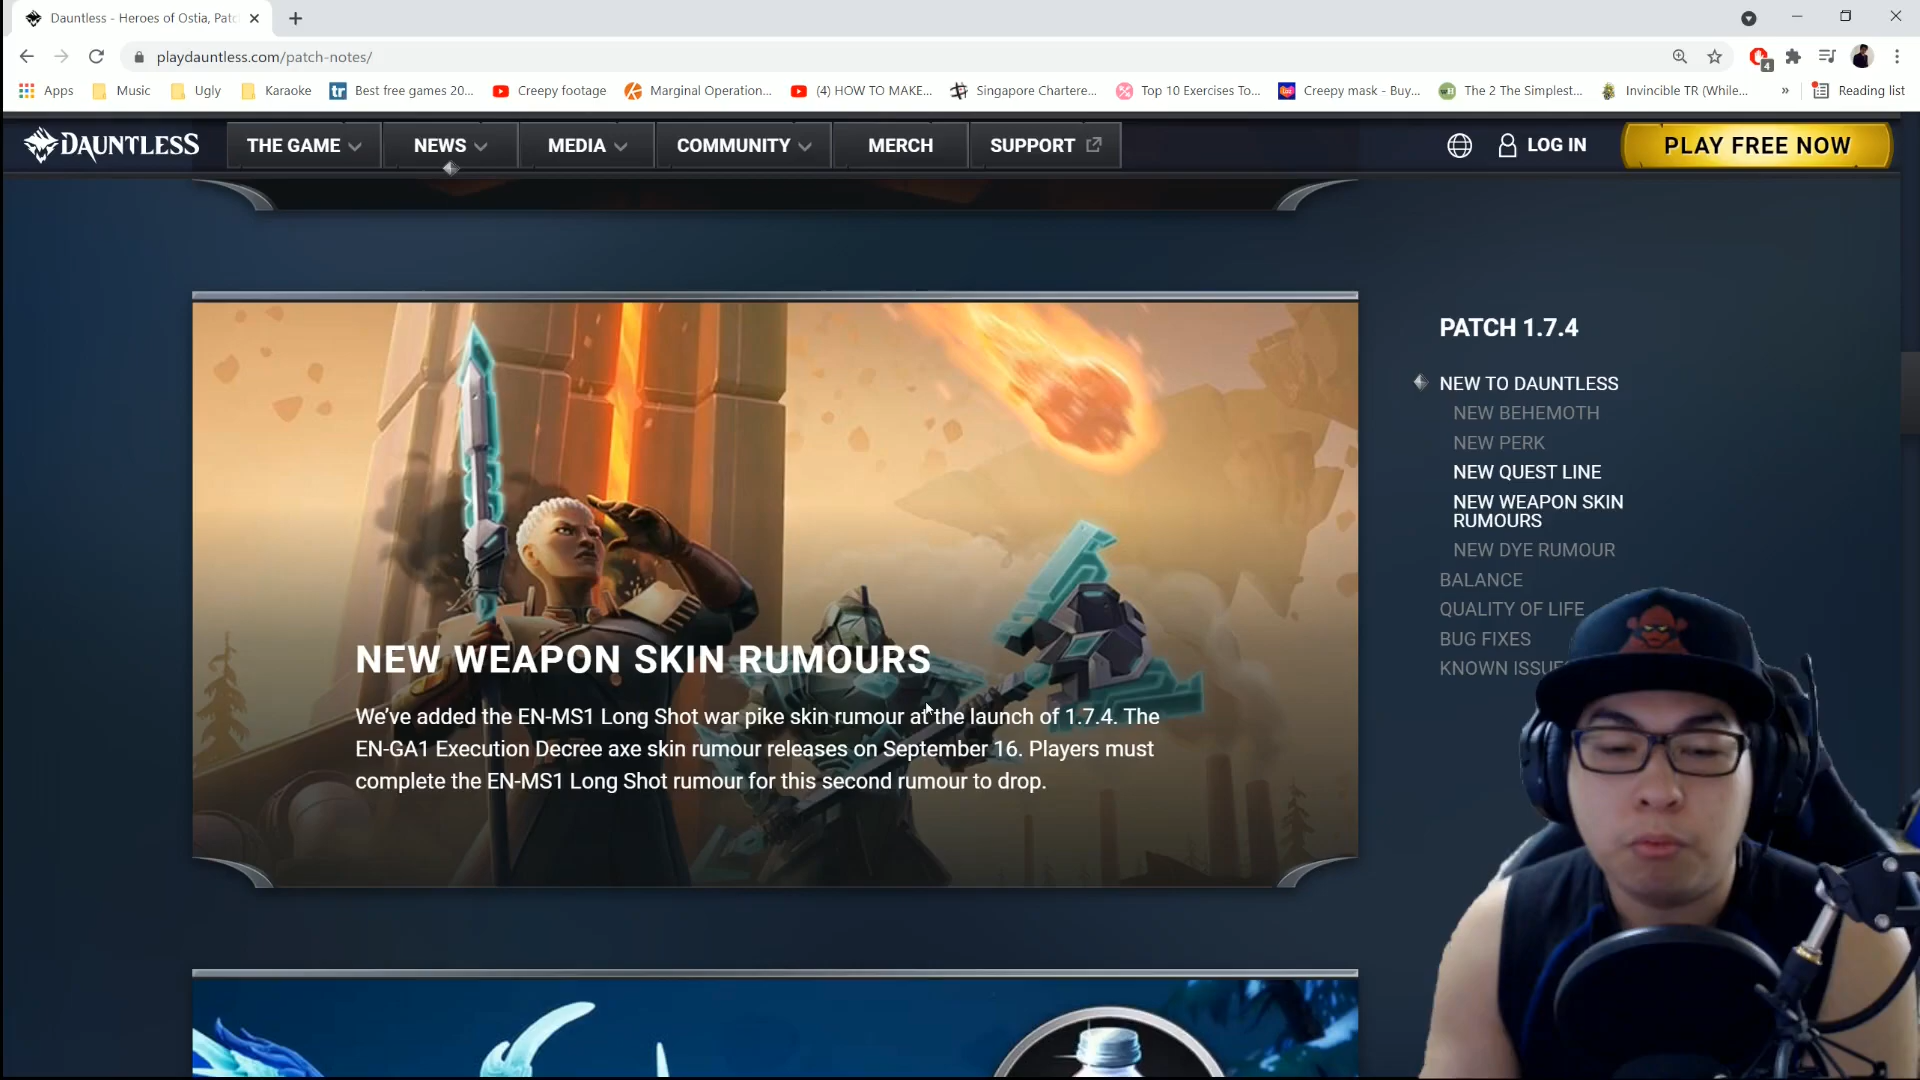 Dauntless - Heroes of Ostia, Patc
playdauntless.com/patch-notes/
4
Apps Music Ugly Karaoke tr Best free games 20... Creepy footage Marginal Operation... (4) HOW TO MAKE... Singapore Chartere... Top 10 Exercises To... Creepy mask - Buy... The 2 The Simplest... Invincible TR (While... » Reading list
DAUNTLESS THE GAME NEWS MEDIA COMMUNITY MERCH SUPPORT LOG IN PLAY FREE NOW
NEW WEAPON SKIN RUMOURS
We've added the EN-MS1 Long Shot war pike skin rumour at the launch of 1.7.4. The
EN-GA1 Execution Decree axe skin rumour releases on September 16. Players must
complete the EN-MS1 Long Shot rumour for this second rumour to drop.
PATCH 1.7.4
NEW TO DAUNTLESS
NEW BEHEMOTH
NEW PERK
NEW QUEST LINE
NEW WEAPON SKIN
RUMOURS
NEW DYE RUMOUR
BALANCE
QUALITY OF LIFE
BUG FIXES
KNOWN ISSUE